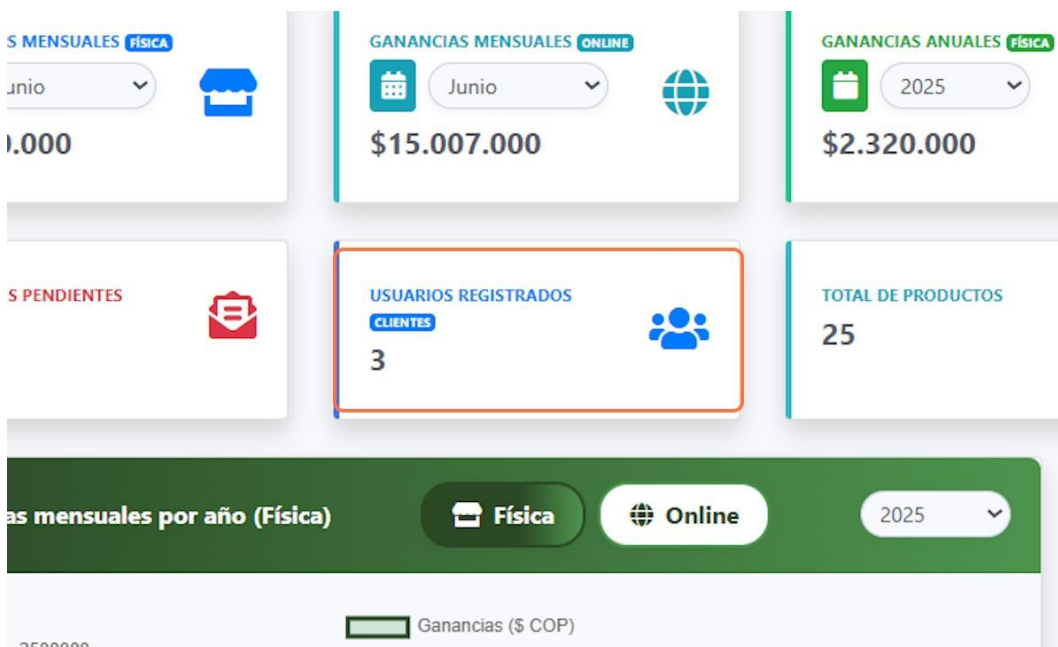 S MENSUALES FÍSICA
unio
0.000
GANANCIAS MENSUALES ONLINE
Junio
$15.007.000
GANANCIAS ANUALES FÍSICA
2025
$2.320.000
S PENDIENTES
USUARIOS REGISTRADOS
CLIENTES
3
TOTAL DE PRODUCTOS
25
as mensuales por año (Física)
Física
Online
2025
Ganancias ($ COP)